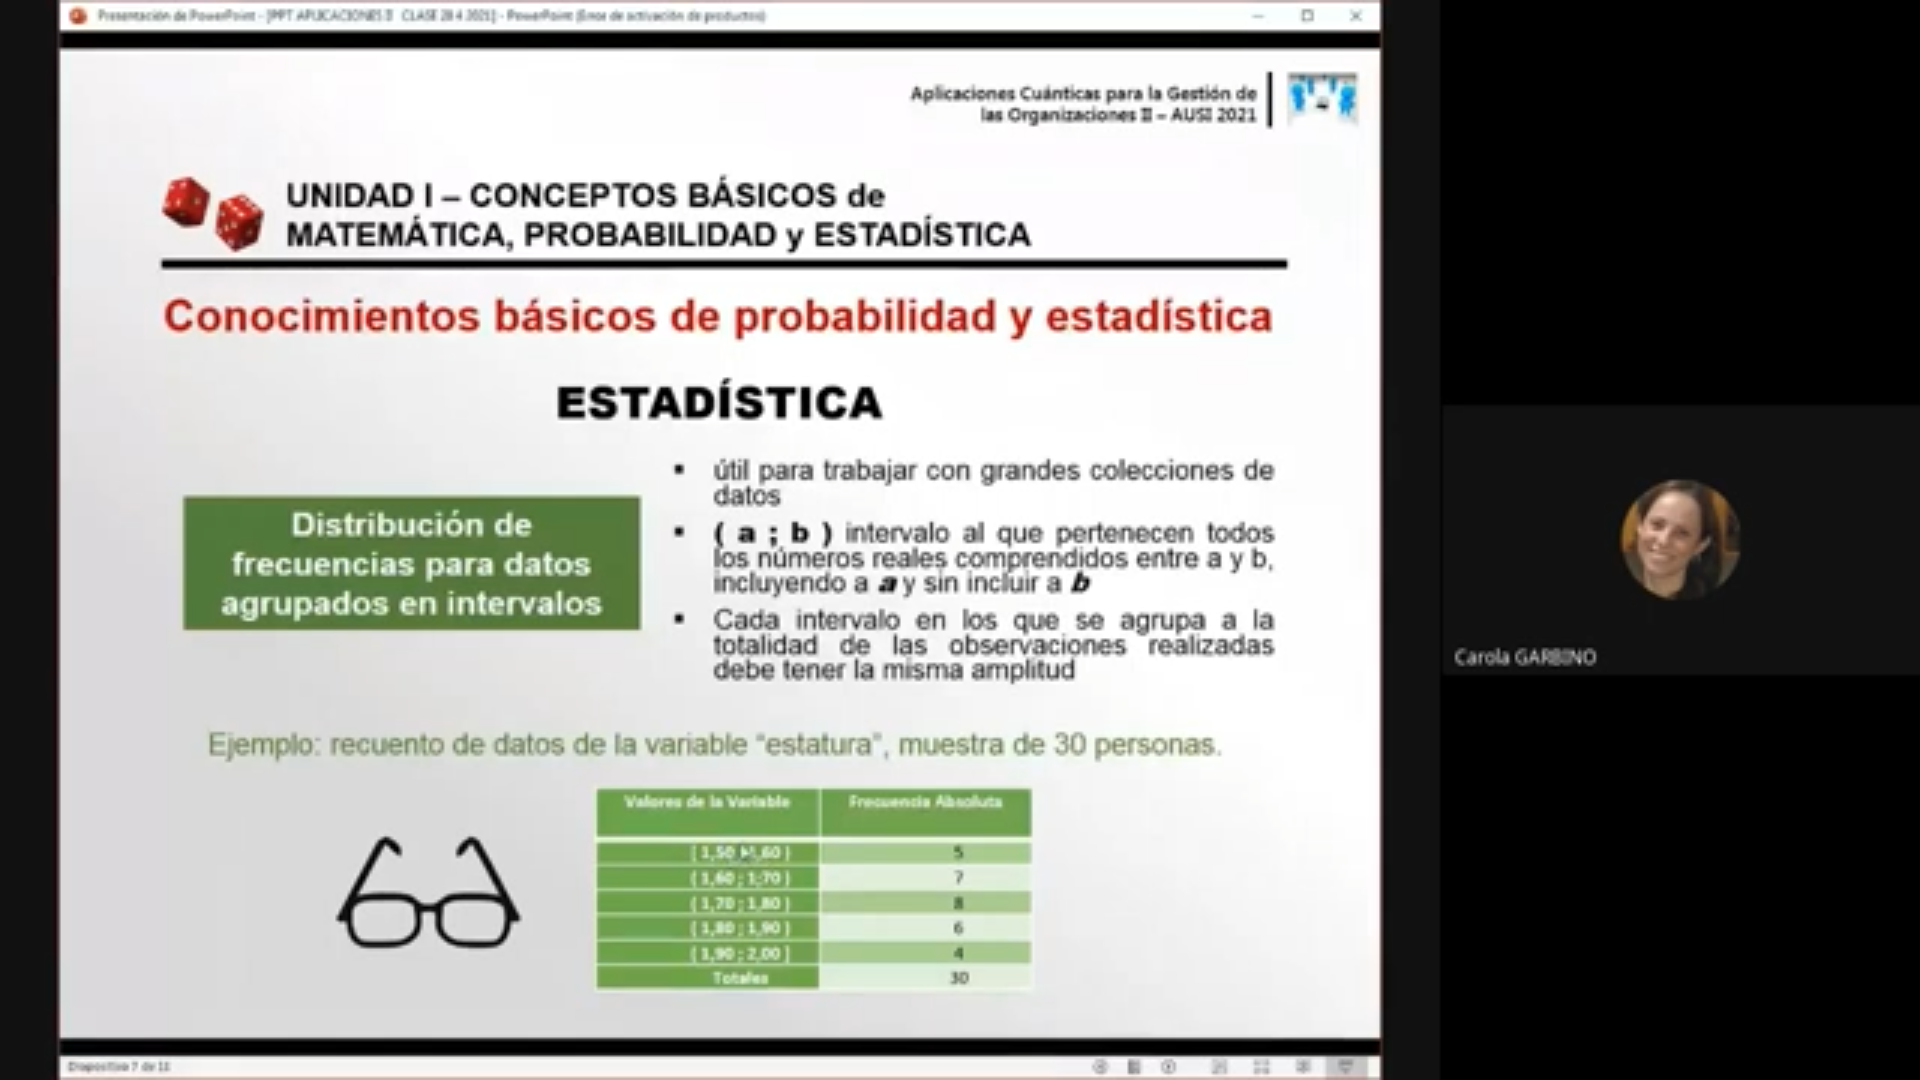 Presentación de PowerPoint - [PPT APLICACIONES II CLASE 28 4 2021] - PowerPoint (Error de activación de productos)
Aplicaciones Cuánticas para la Gestión de
las Organizaciones II – AUSI 2021
UNIDAD I – CONCEPTOS BÁSICOS de
MATEMÁTICA, PROBABILIDAD y ESTADÍSTICA
Conocimientos básicos de probabilidad y estadística
ESTADÍSTICA
Distribución de
frecuencias para datos
agrupados en intervalos
▪ útil para trabajar con grandes colecciones de
datos
▪ ( a ; b ) intervalo al que pertenecen todos
los números reales comprendidos entre a y b,
incluyendo a a y sin incluir a b
▪ Cada intervalo en los que se agrupa a la
totalidad de las observaciones realizadas
debe tener la misma amplitud
Ejemplo: recuento de datos de la variable “estatura”, muestra de 30 personas.
Valores de la Variable Frecuencia Absoluta
[ 1,50 1,60 ) 5
( 1,60 ; 1,70 ) 7
( 1,70 ; 1,80 ) 8
( 1,80 ; 1,90 ) 6
( 1,90 ; 2,00 ] 4
Totales 30
Carola GARBINO
Diapositiva 7 de 11